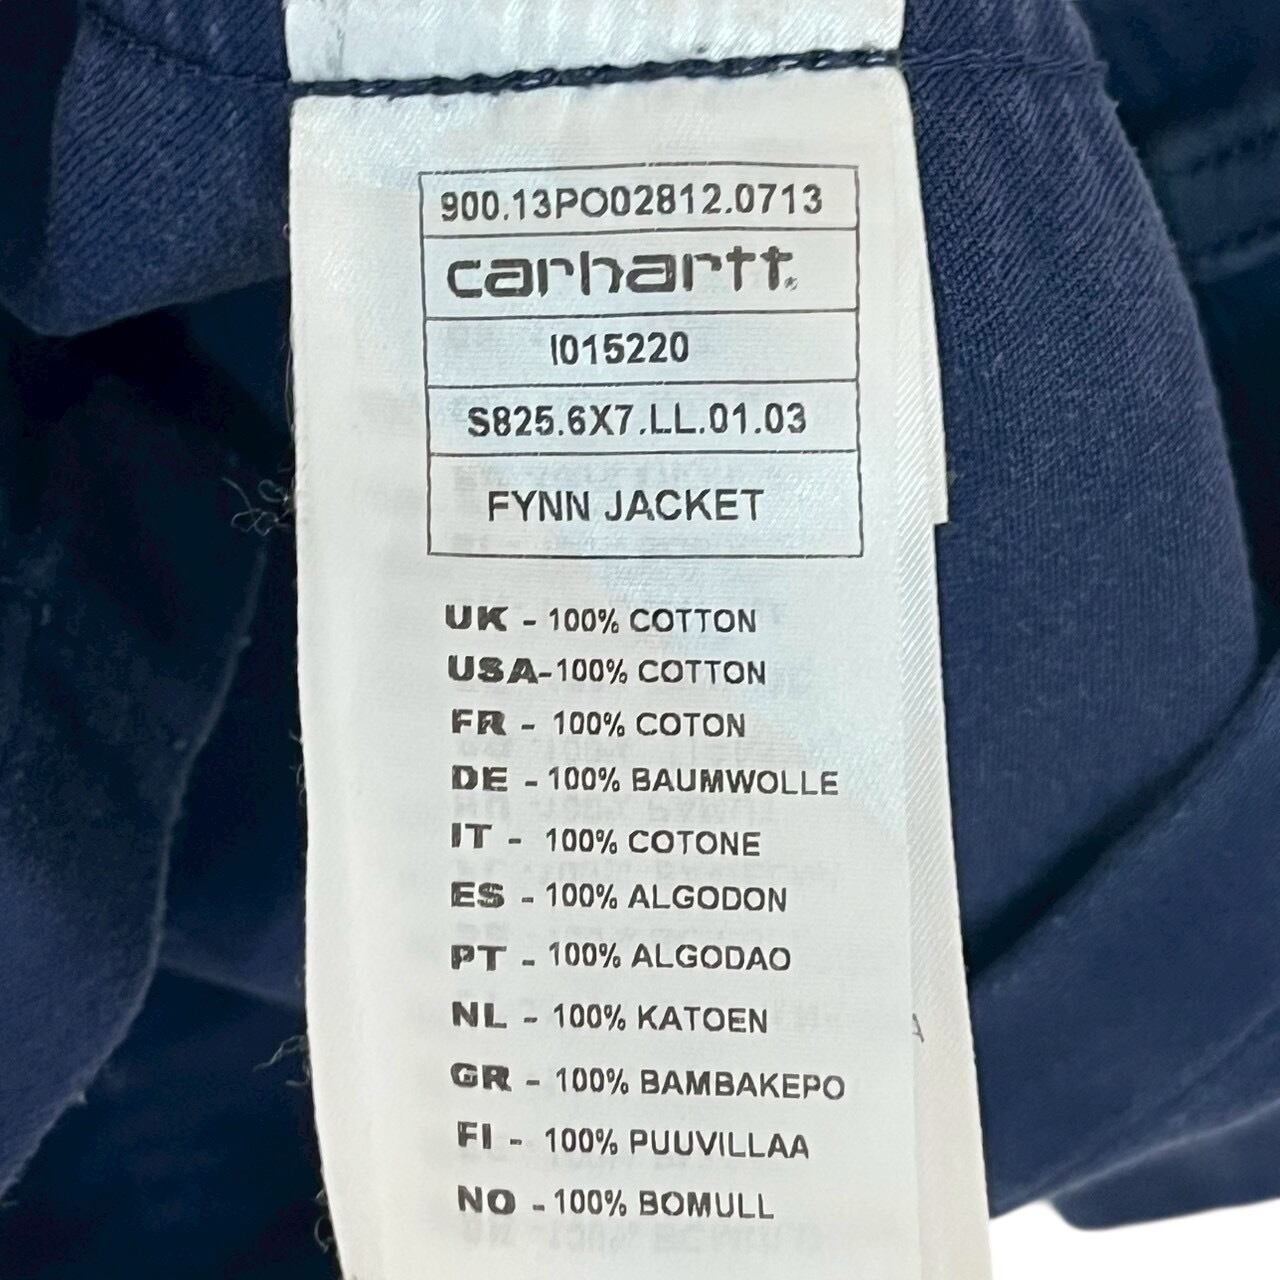 900.13PO02812.0713
carhartt
I015220
S825.6X7.LL.01.03
FYNN JACKET
UK - 100% COTTON
USA-100% COTTON
FR - 100% COTON
DE - 100% BAUMWOLLE
IT - 100% COTONE
ES - 100% ALGODON
PT - 100% ALGODAO
NL - 100% KATOEN
GR - 100% BAMBAKEPO
FI - 100% PUUVILLAA
NO -100% BOMULL